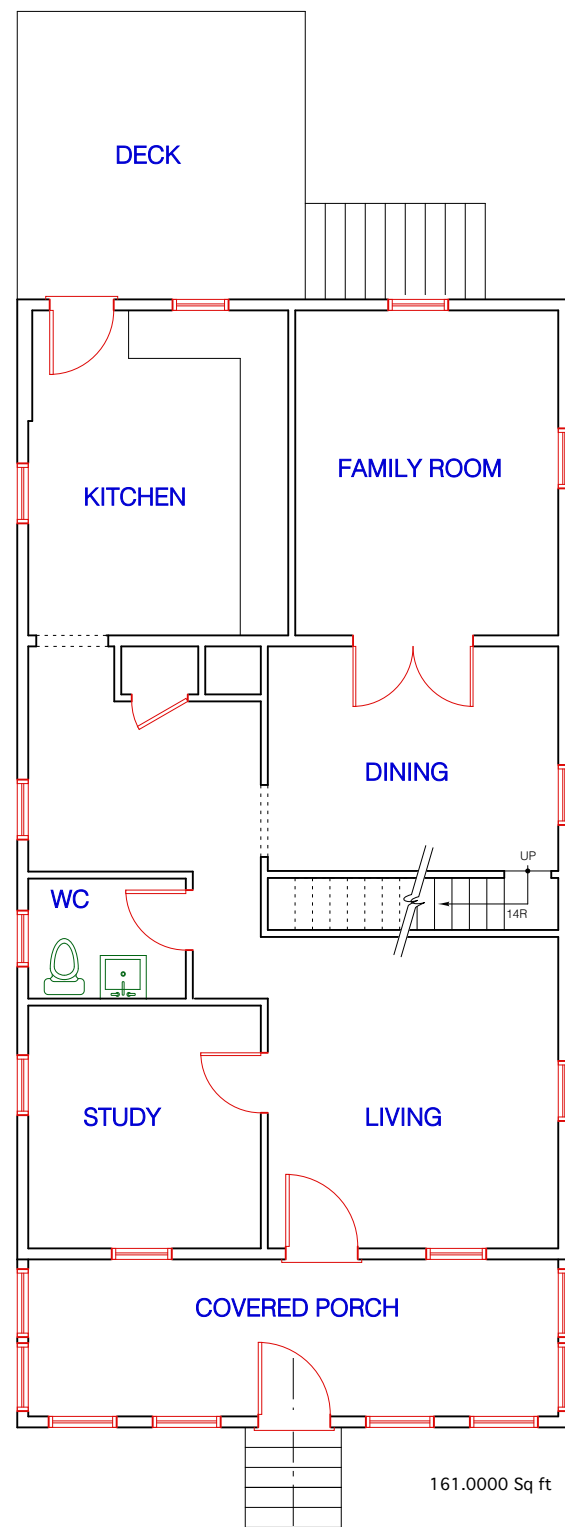 DECK
FAMILY ROOM
KITCHEN
DINING
UP
WC
14R
STUDY
LIVING
COVERED PORCH
161.0000 Sq ft